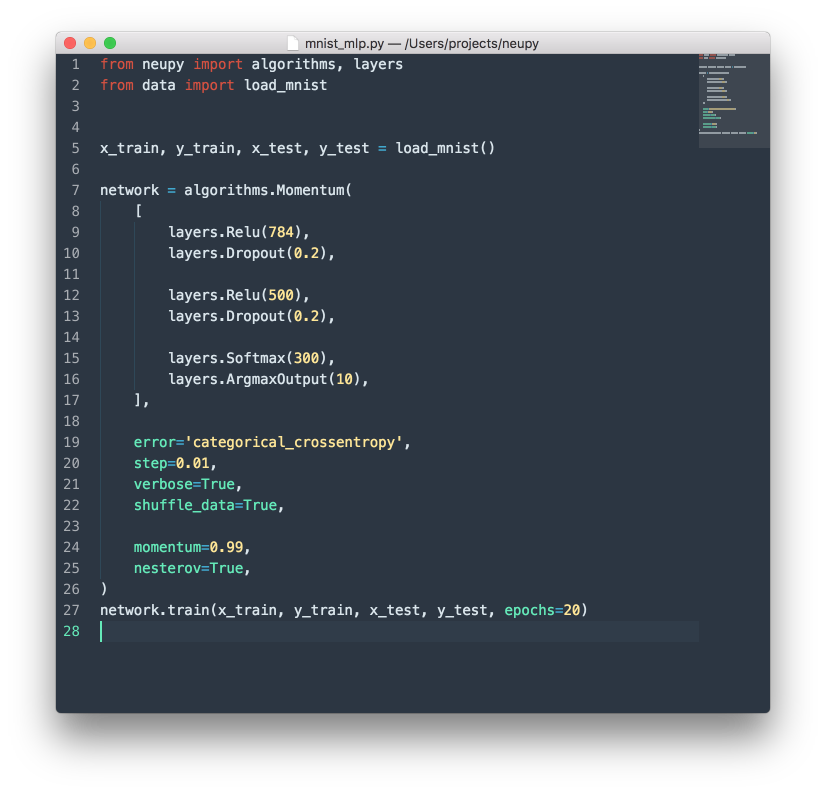 mnist_mlp.py — /Users/projects/neupy
1 from neupy import algorithms, layers
2 from data import load_mnist
3
4
5 x_train, y_train, x_test, y_test = load_mnist()
6
7 network = algorithms.Momentum(
8     [
9         layers.Relu(784),
10         layers.Dropout(0.2),
11
12         layers.Relu(500),
13         layers.Dropout(0.2),
14
15         layers.Softmax(300),
16         layers.ArgmaxOutput(10),
17     ],
18
19     error='categorical_crossentropy',
20     step=0.01,
21     verbose=True,
22     shuffle_data=True,
23
24     momentum=0.99,
25     nesterov=True,
26 )
27 network.train(x_train, y_train, x_test, y_test, epochs=20)
28